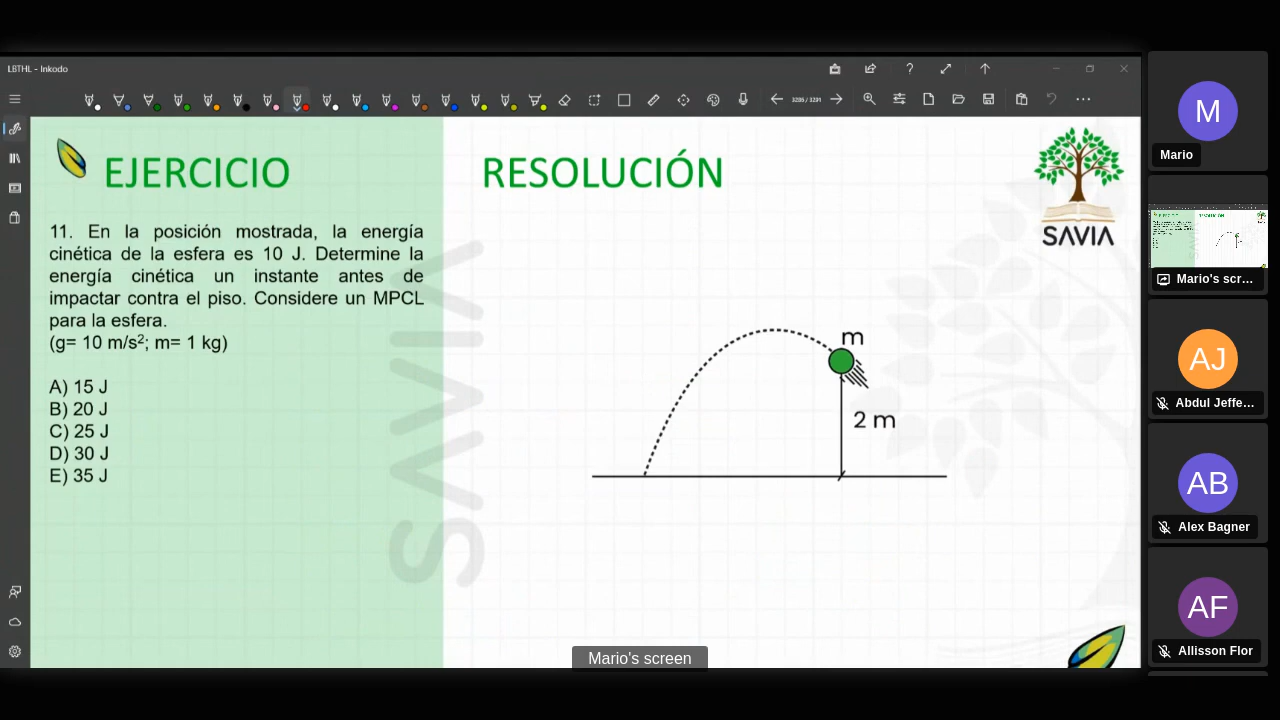 LBTHL - Inkodo
3286 / 3291
EJERCICIO
RESOLUCIÓN
SAVIA
11. En la posición mostrada, la energía
cinética de la esfera es 10 J. Determine la
energía cinética un instante antes de
impactar contra el piso. Considere un MPCL
para la esfera.
(g= 10 m/s²; m= 1 kg)
A) 15 J
B) 20 J
C) 25 J
D) 30 J
E) 35 J
m
2 m
SAVIA
Mario's screen
M
Mario
Mario's scr...
AJ
Abdul Jeffe...
AB
Alex Bagner
AF
Allisson Flor